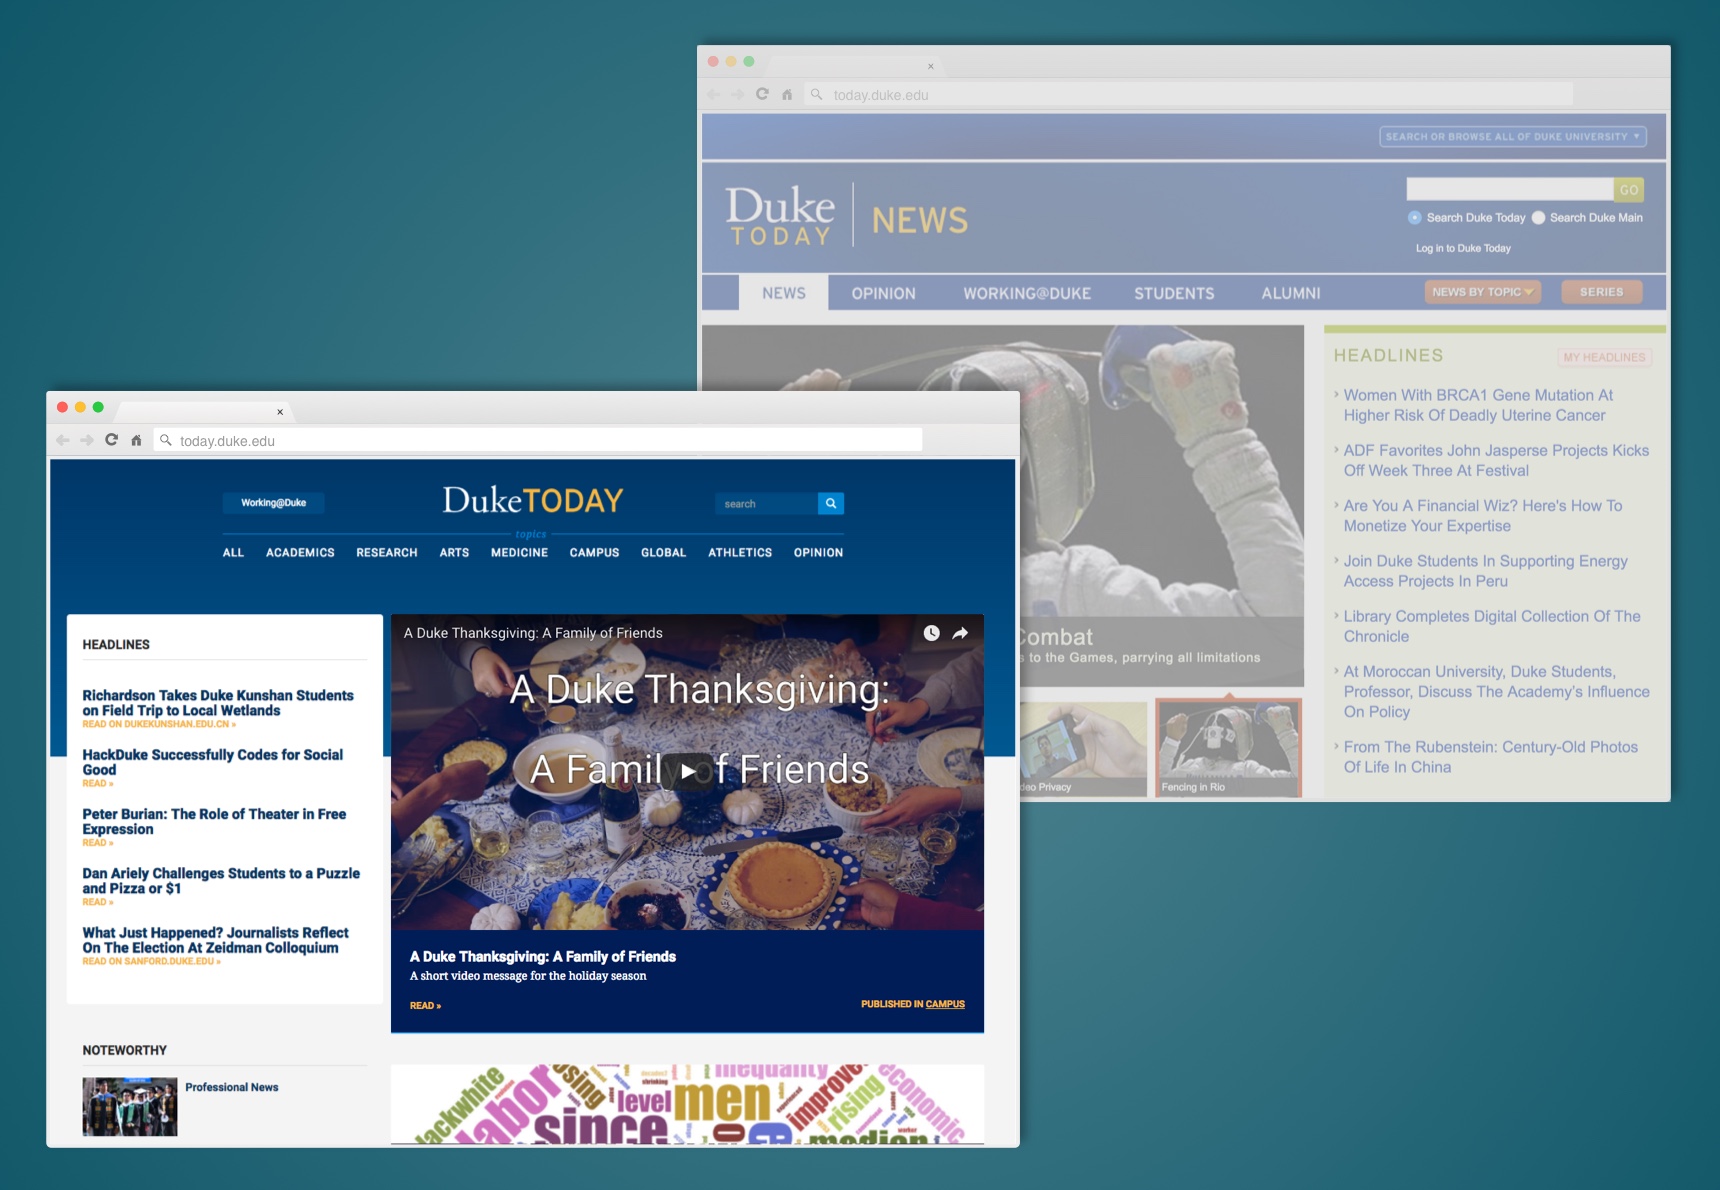 today.duke.edu
SEARCH OR BROWSE ALL OF DUKE UNIVERSITY
Duke
TODAY
NEWS
GO
Search Duke Today Search Duke Main
Log in to Duke Today
NEWS OPINION WORKING@DUKE STUDENTS ALUMNI NEWS BY TOPIC SERIES
HEADLINES MY HEADLINES
Women With BRCA1 Gene Mutation At
Higher Risk Of Deadly Uterine Cancer
ADF Favorites John Jasperse Projects Kicks
Off Week Three At Festival
Are You A Financial Wiz? Here's How To
Monetize Your Expertise
Join Duke Students In Supporting Energy
Access Projects In Peru
Library Completes Digital Collection Of The
Chronicle
At Moroccan University, Duke Students,
Professor, Discuss The Academy's Influence
On Policy
From The Rubenstein: Century-Old Photos
Of Life In China
Combat
to the Games, parrying all limitations
Privacy
Fencing in Rio
today.duke.edu
Working@Duke
DukeTODAY
search
topics
ALL ACADEMICS RESEARCH ARTS MEDICINE CAMPUS GLOBAL ATHLETICS OPINION
HEADLINES
Richardson Takes Duke Kunshan Students
on Field Trip to Local Wetlands
READ ON DUKEKUNSHAN.EDU.CN »
HackDuke Successfully Codes for Social
Good
READ »
Peter Burian: The Role of Theater in Free
Expression
READ »
Dan Ariely Challenges Students to a Puzzle
and Pizza or $1
READ »
What Just Happened? Journalists Reflect
On The Election At Zeidman Colloquium
READ ON SANFORD.DUKE.EDU »
NOTEWORTHY
Professional News
A Duke Thanksgiving: A Family of Friends
A Duke Thanksgiving:
A Family of Friends
A Duke Thanksgiving: A Family of Friends
A short video message for the holiday season
READ »
PUBLISHED IN CAMPUS
blackwhite
labor
using
since
level
men
inequality
improve
rising
economic
median